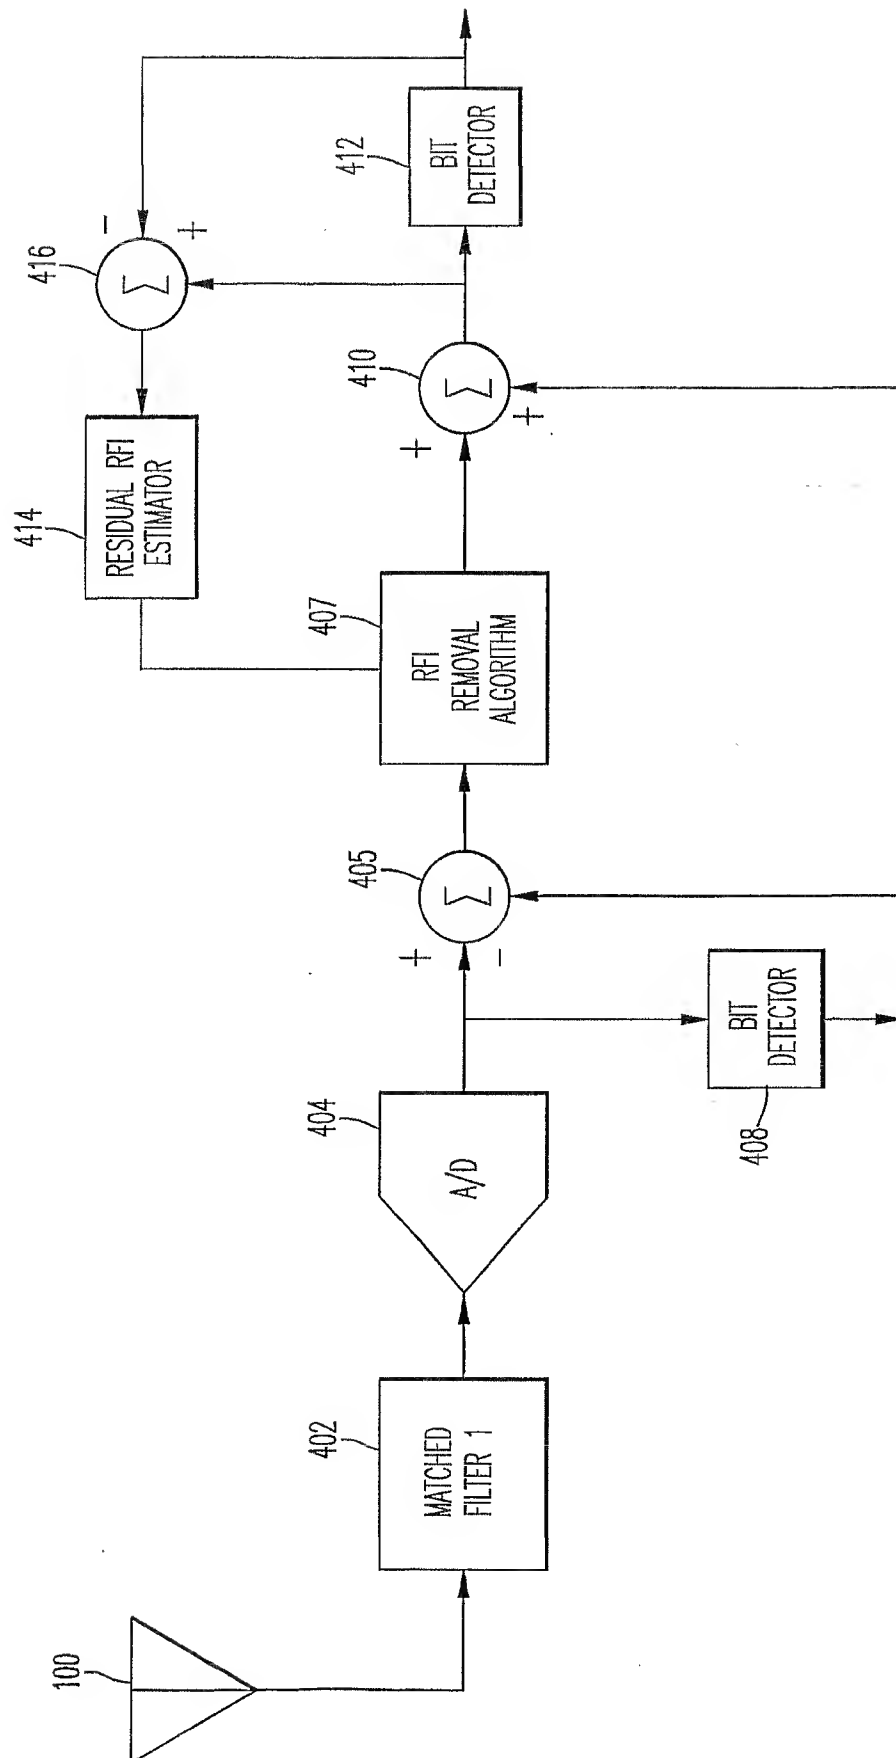 100
402
MATCHED
FILTER 1
404
A/D
408
BIT
DETECTOR
405
Σ
+
-
407
RFI
REMOVAL
ALGORITHM
414
RESIDUAL RFI
ESTIMATOR
410
Σ
+
+
416
Σ
-
+
412
BIT
DETECTOR